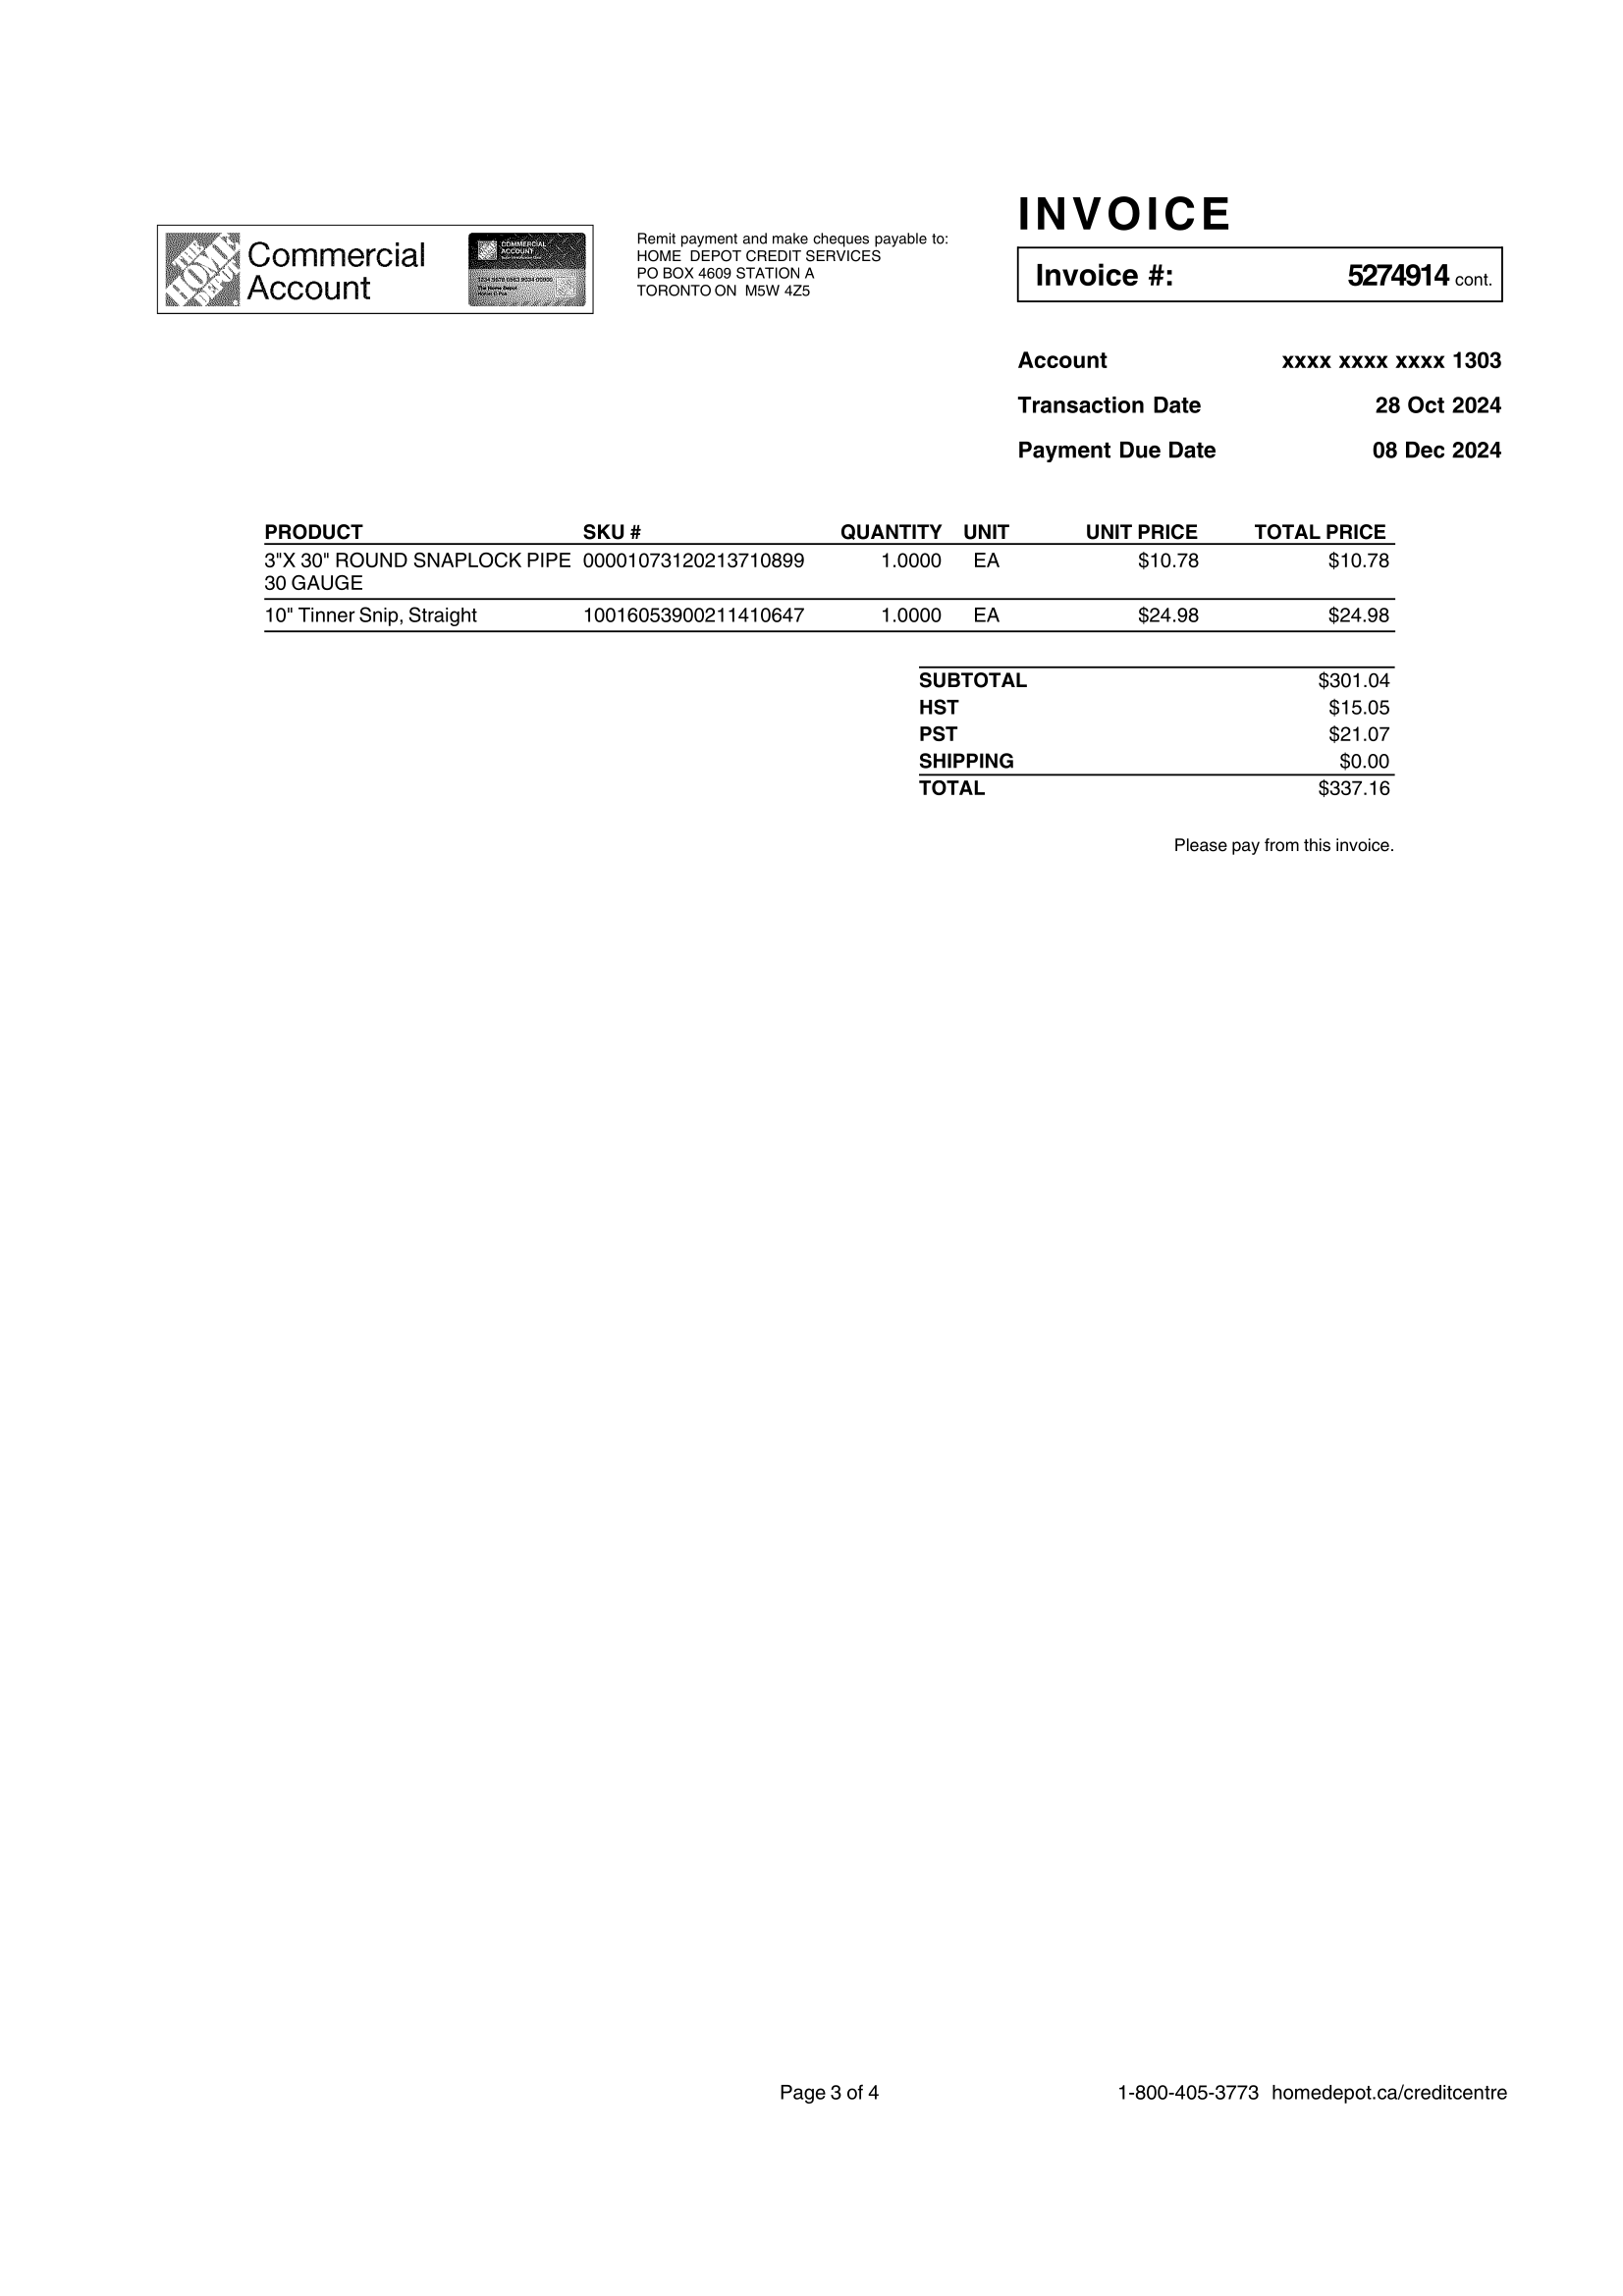 INVOICE
THE HOME DEPOT
Commercial
Account
COMMERCIAL
ACCOUNT
Remit payment and make cheques payable to:
HOME DEPOT CREDIT SERVICES
PO BOX 4609 STATION A
TORONTO ON M5W 4Z5
Invoice #: 5274914 cont.
Account xxxx xxxx xxxx 1303
Transaction Date 28 Oct 2024
Payment Due Date 08 Dec 2024
PRODUCT SKU # QUANTITY UNIT UNIT PRICE TOTAL PRICE
3"X 30" ROUND SNAPLOCK PIPE 00001073120213710899 1.0000 EA $10.78 $10.78
30 GAUGE
10" Tinner Snip, Straight 10016053900211410647 1.0000 EA $24.98 $24.98
SUBTOTAL $301.04
HST $15.05
PST $21.07
SHIPPING $0.00
TOTAL $337.16
Please pay from this invoice.
Page 3 of 4 1-800-405-3773 homedepot.ca/creditcentre